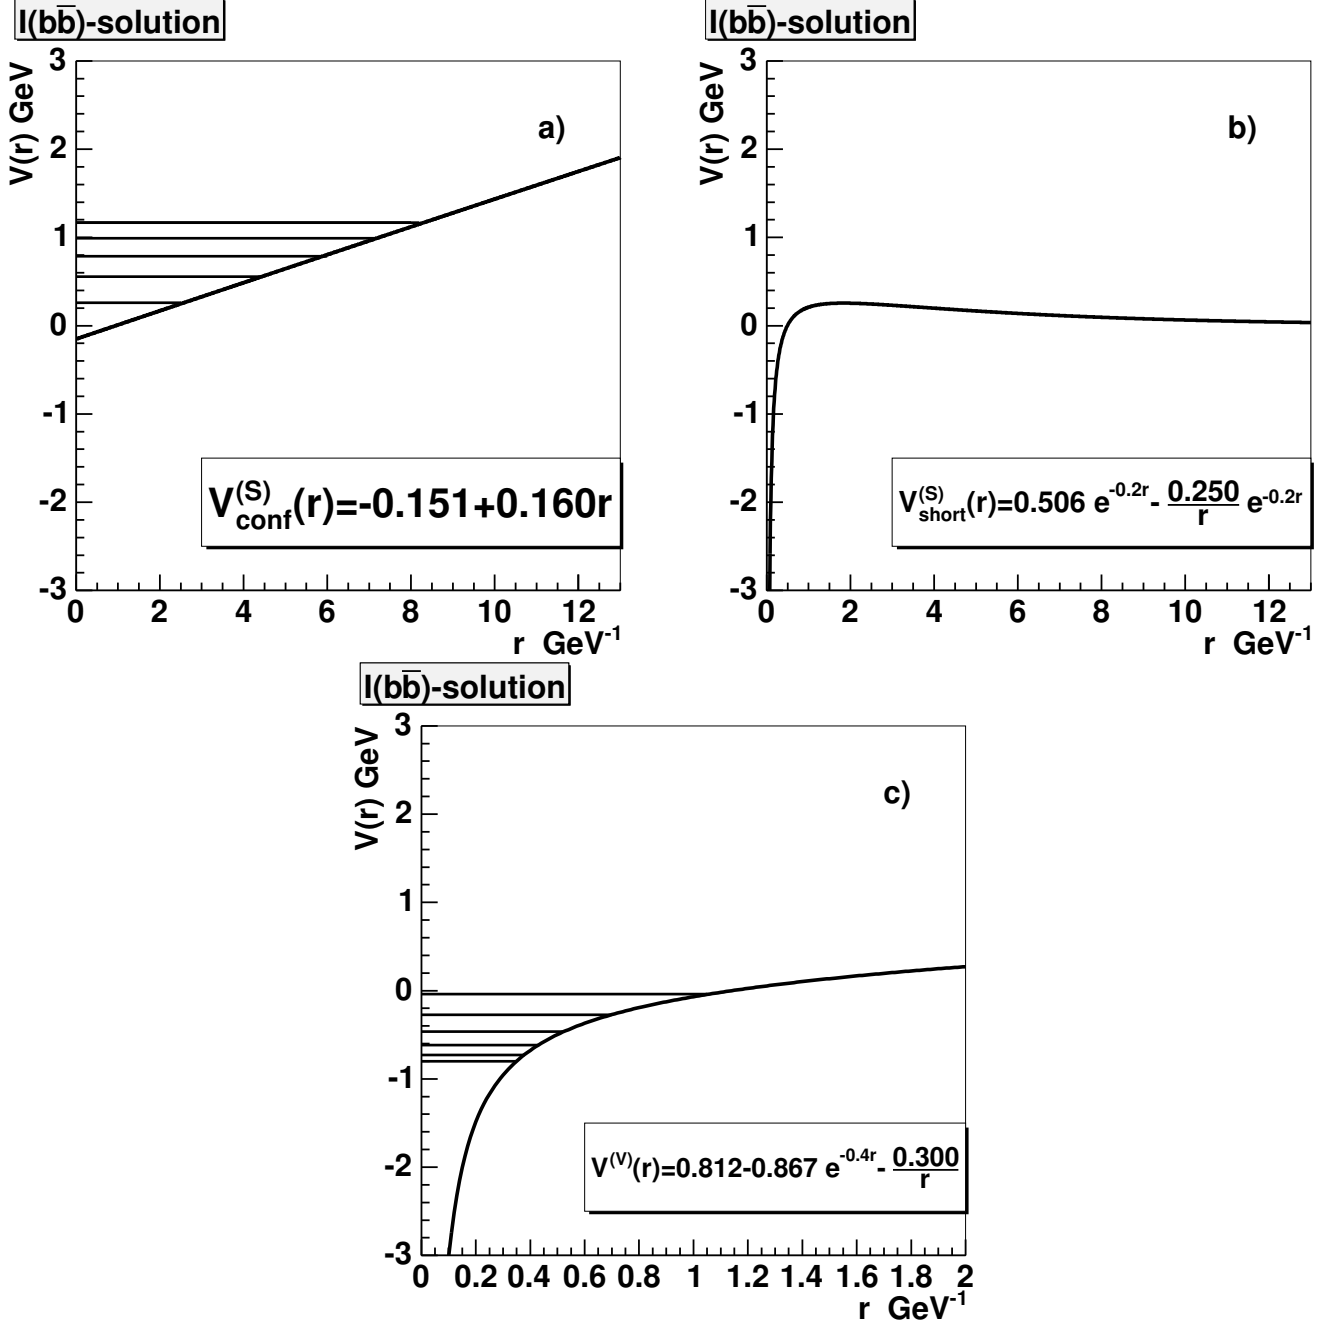 I(bb̅)-solution
V(r) GeV
3
2
1
0
-1
-2
-3
a)
V^(S)_conf(r)=-0.151+0.160r
0 2 4 6 8 10 12
r GeV^-1
I(bb̅)-solution
V(r) GeV
3
2
1
0
-1
-2
-3
b)
V^(S)_short(r)=0.506 e^-0.2r - 0.250/r e^-0.2r
0 2 4 6 8 10 12
r GeV^-1
I(bb̅)-solution
V(r) GeV
3
2
1
0
-1
-2
-3
c)
V^(V)(r)=0.812-0.867 e^-0.4r - 0.300/r
0 0.2 0.4 0.6 0.8 1 1.2 1.4 1.6 1.8 2
r GeV^-1